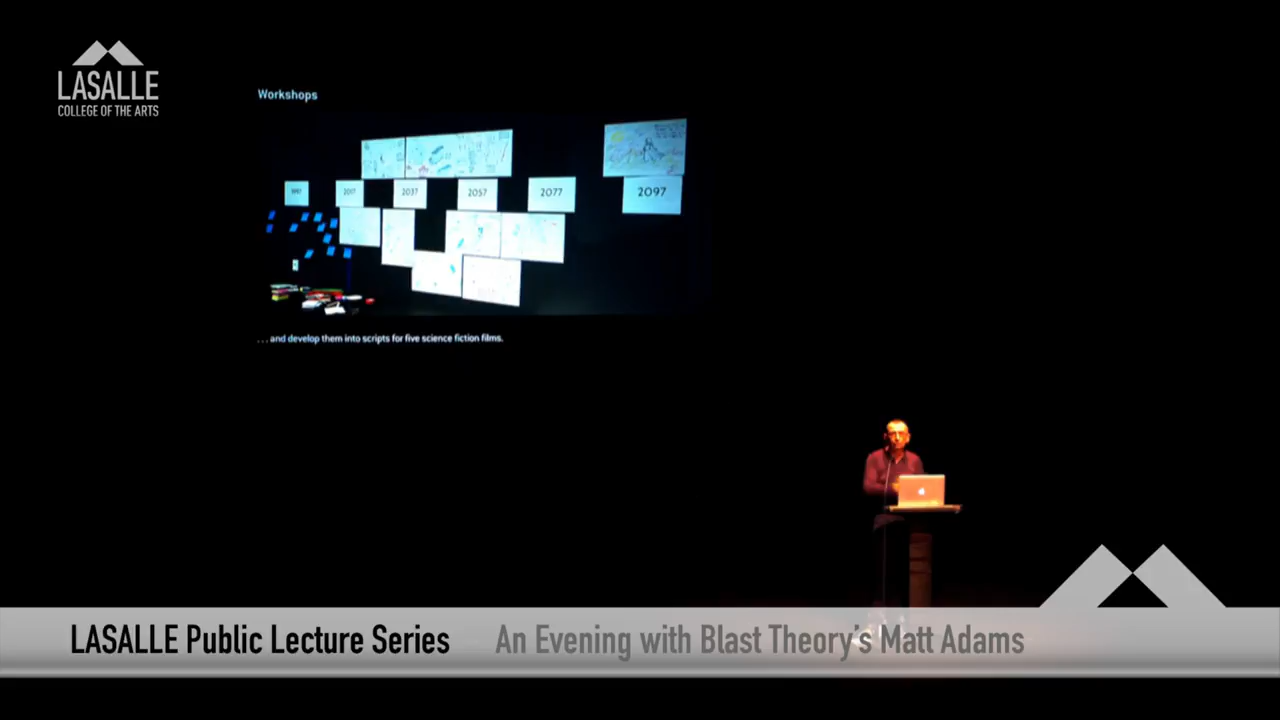 LASALLE
COLLEGE OF THE ARTS
Workshops
2017
2037
2057
2077
2097
. . . and develop them into scripts for five science fiction films.
LASALLE Public Lecture Series
An Evening with Blast Theory's Matt Adams